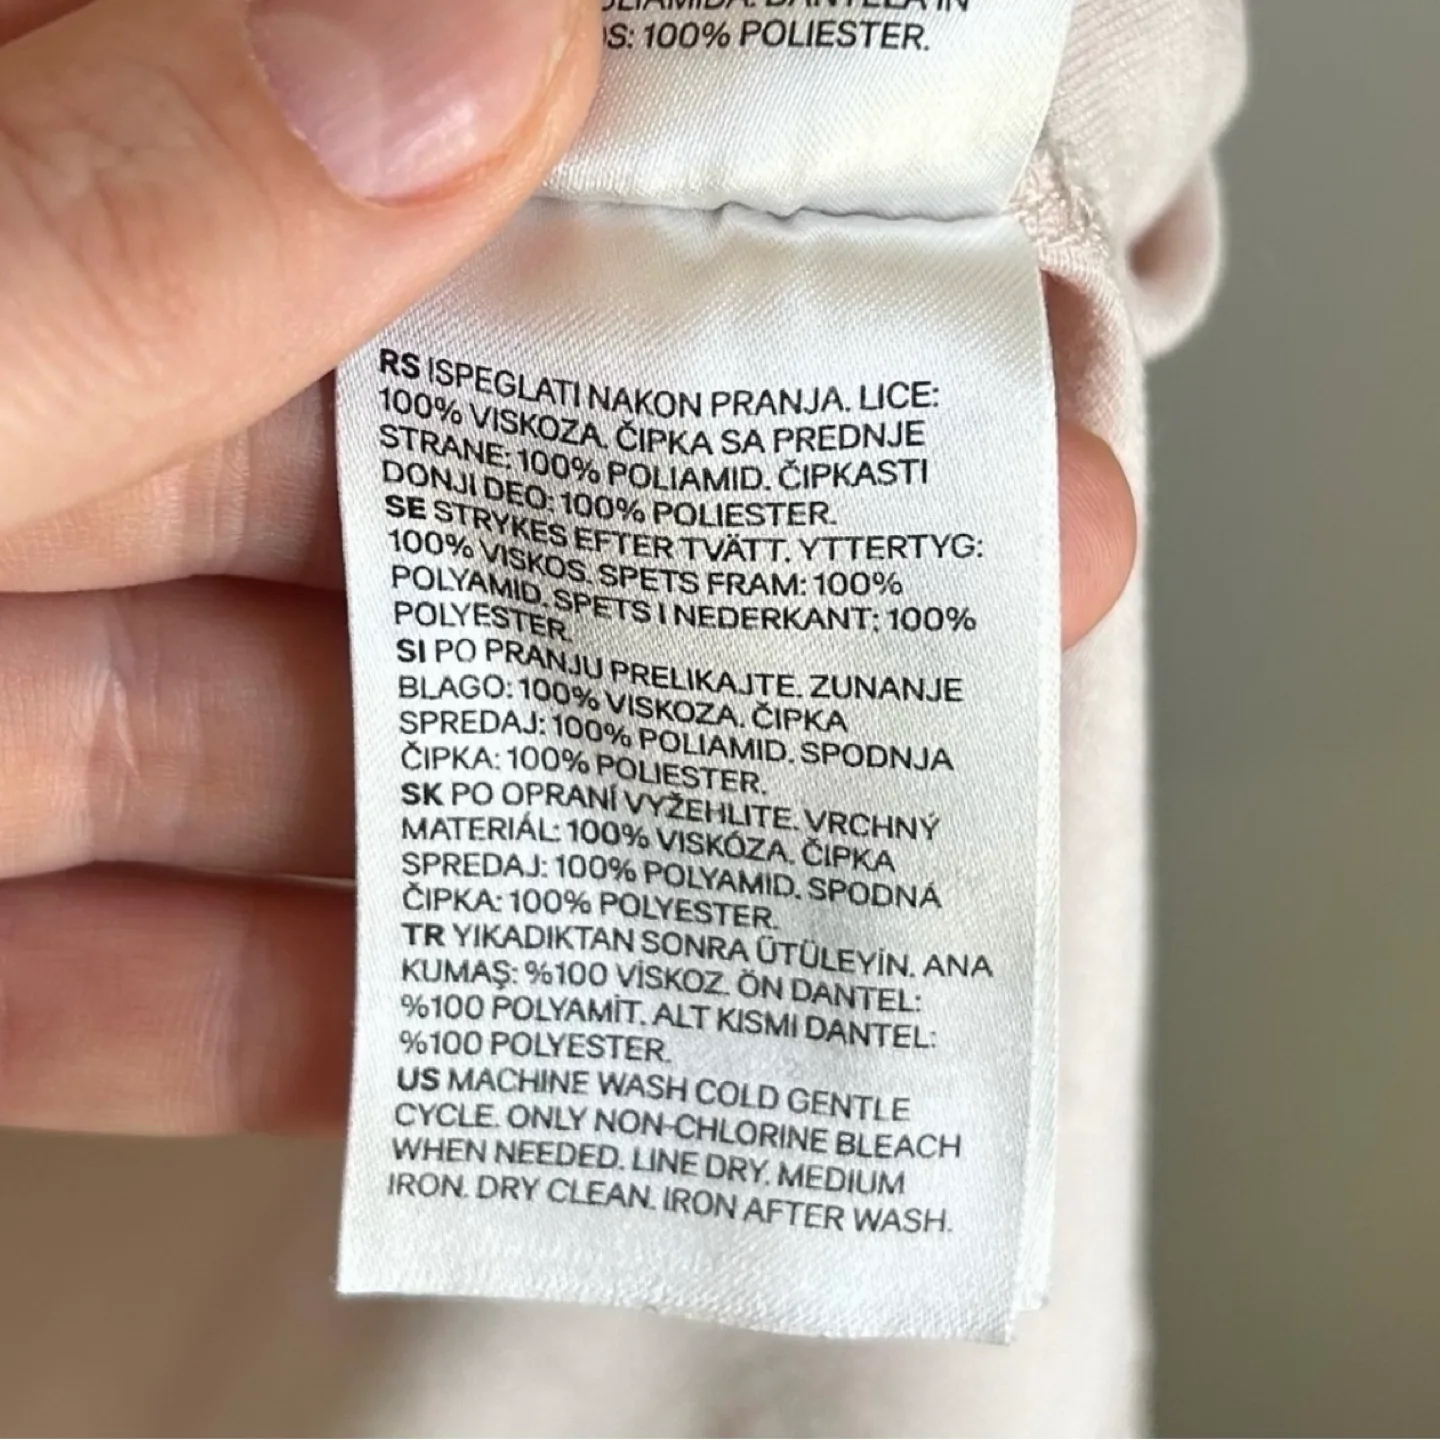 DANTELA IN
100% POLIESTER.
RS ISPEGLATI NAKON PRANJA. LICE:
100% VISKOZA. ČIPKA SA PREDNJE
STRANE: 100% POLIAMID. ČIPKASTI
DONJI DEO: 100% POLIESTER.
SE STRYKES EFTER TVÄTT. YTTERTYG:
100% VISKOS. SPETS FRAM: 100%
POLYAMID. SPETS I NEDERKANT: 100%
POLYESTER.
SI PO PRANJU PRELIKAJTE. ZUNANJE
BLAGO: 100% VISKOZA. ČIPKA
SPREDAJ: 100% POLIAMID. SPODNJA
ČIPKA: 100% POLIESTER.
SK PO OPRANÍ VYŽEHLITE. VRCHNÝ
MATERIÁL: 100% VISKÓZA. ČIPKA
SPREDAJ: 100% POLYAMID. SPODNÁ
ČIPKA: 100% POLYESTER.
TR YIKADIKTAN SONRA ÜTÜLEYİN. ANA
KUMAŞ: %100 VİSKOZ. ÖN DANTEL:
%100 POLYAMİT. ALT KISMI DANTEL:
%100 POLYESTER.
US MACHINE WASH COLD GENTLE
CYCLE. ONLY NON-CHLORINE BLEACH
WHEN NEEDED. LINE DRY. MEDIUM
IRON. DRY CLEAN. IRON AFTER WASH.